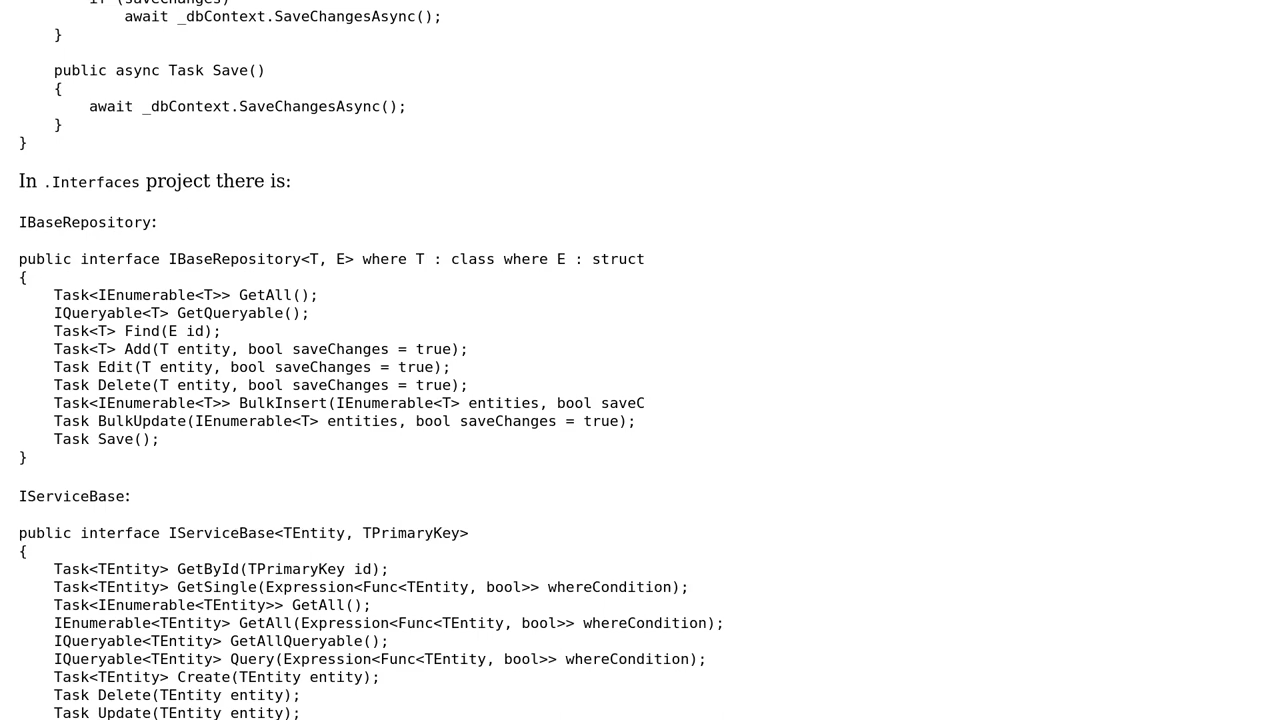 if (saveChanges)
            await _dbContext.SaveChangesAsync();
    }

    public async Task Save()
    {
        await _dbContext.SaveChangesAsync();
    }
}
In .Interfaces project there is:
IBaseRepository:
public interface IBaseRepository<T, E> where T : class where E : struct
{
    Task<IEnumerable<T>> GetAll();
    IQueryable<T> GetQueryable();
    Task<T> Find(E id);
    Task<T> Add(T entity, bool saveChanges = true);
    Task Edit(T entity, bool saveChanges = true);
    Task Delete(T entity, bool saveChanges = true);
    Task<IEnumerable<T>> BulkInsert(IEnumerable<T> entities, bool saveC
    Task BulkUpdate(IEnumerable<T> entities, bool saveChanges = true);
    Task Save();
}
IServiceBase:
public interface IServiceBase<TEntity, TPrimaryKey>
{
    Task<TEntity> GetById(TPrimaryKey id);
    Task<TEntity> GetSingle(Expression<Func<TEntity, bool>> whereCondition);
    Task<IEnumerable<TEntity>> GetAll();
    IEnumerable<TEntity> GetAll(Expression<Func<TEntity, bool>> whereCondition);
    IQueryable<TEntity> GetAllQueryable();
    IQueryable<TEntity> Query(Expression<Func<TEntity, bool>> whereCondition);
    Task<TEntity> Create(TEntity entity);
    Task Delete(TEntity entity);
    Task Update(TEntity entity);